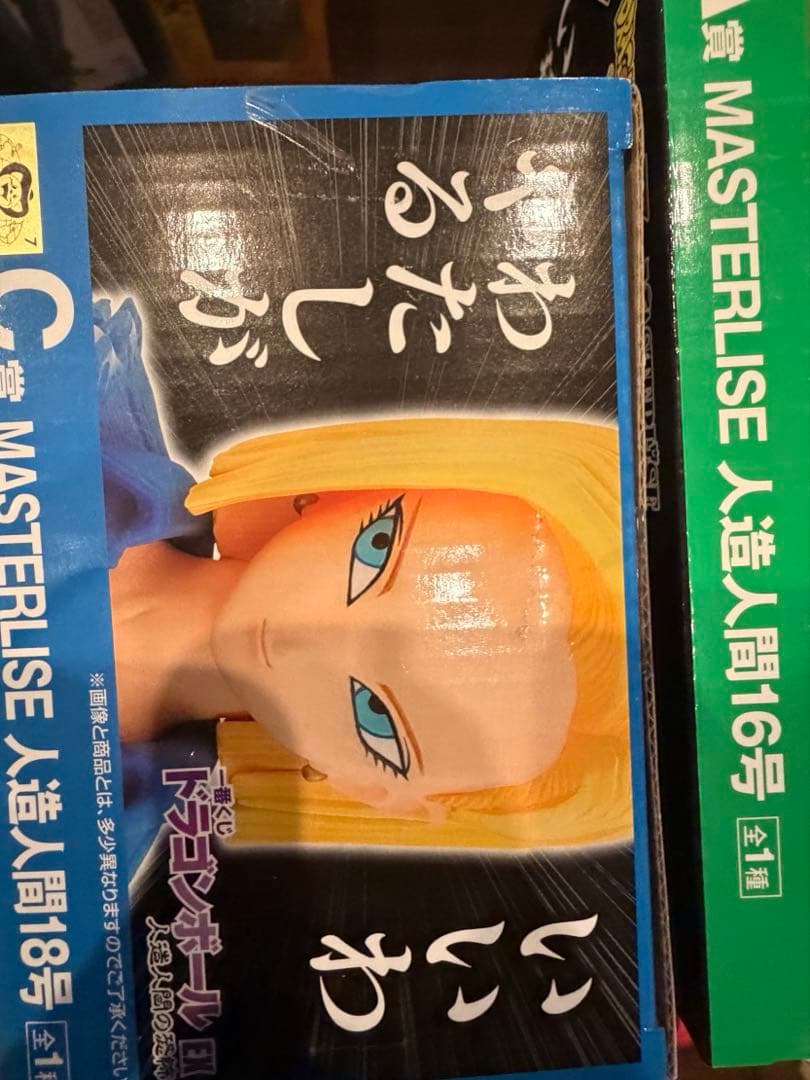 A賞 MASTERLISE 人造人間16号 全1種
いいわ
わたしが
やる
一番くじ
ドラゴンボール EX
人造人間の恐怖
※画像と商品とは、多少異なりますのでご了承ください
C賞 MASTERLISE 人造人間18号 全1
7